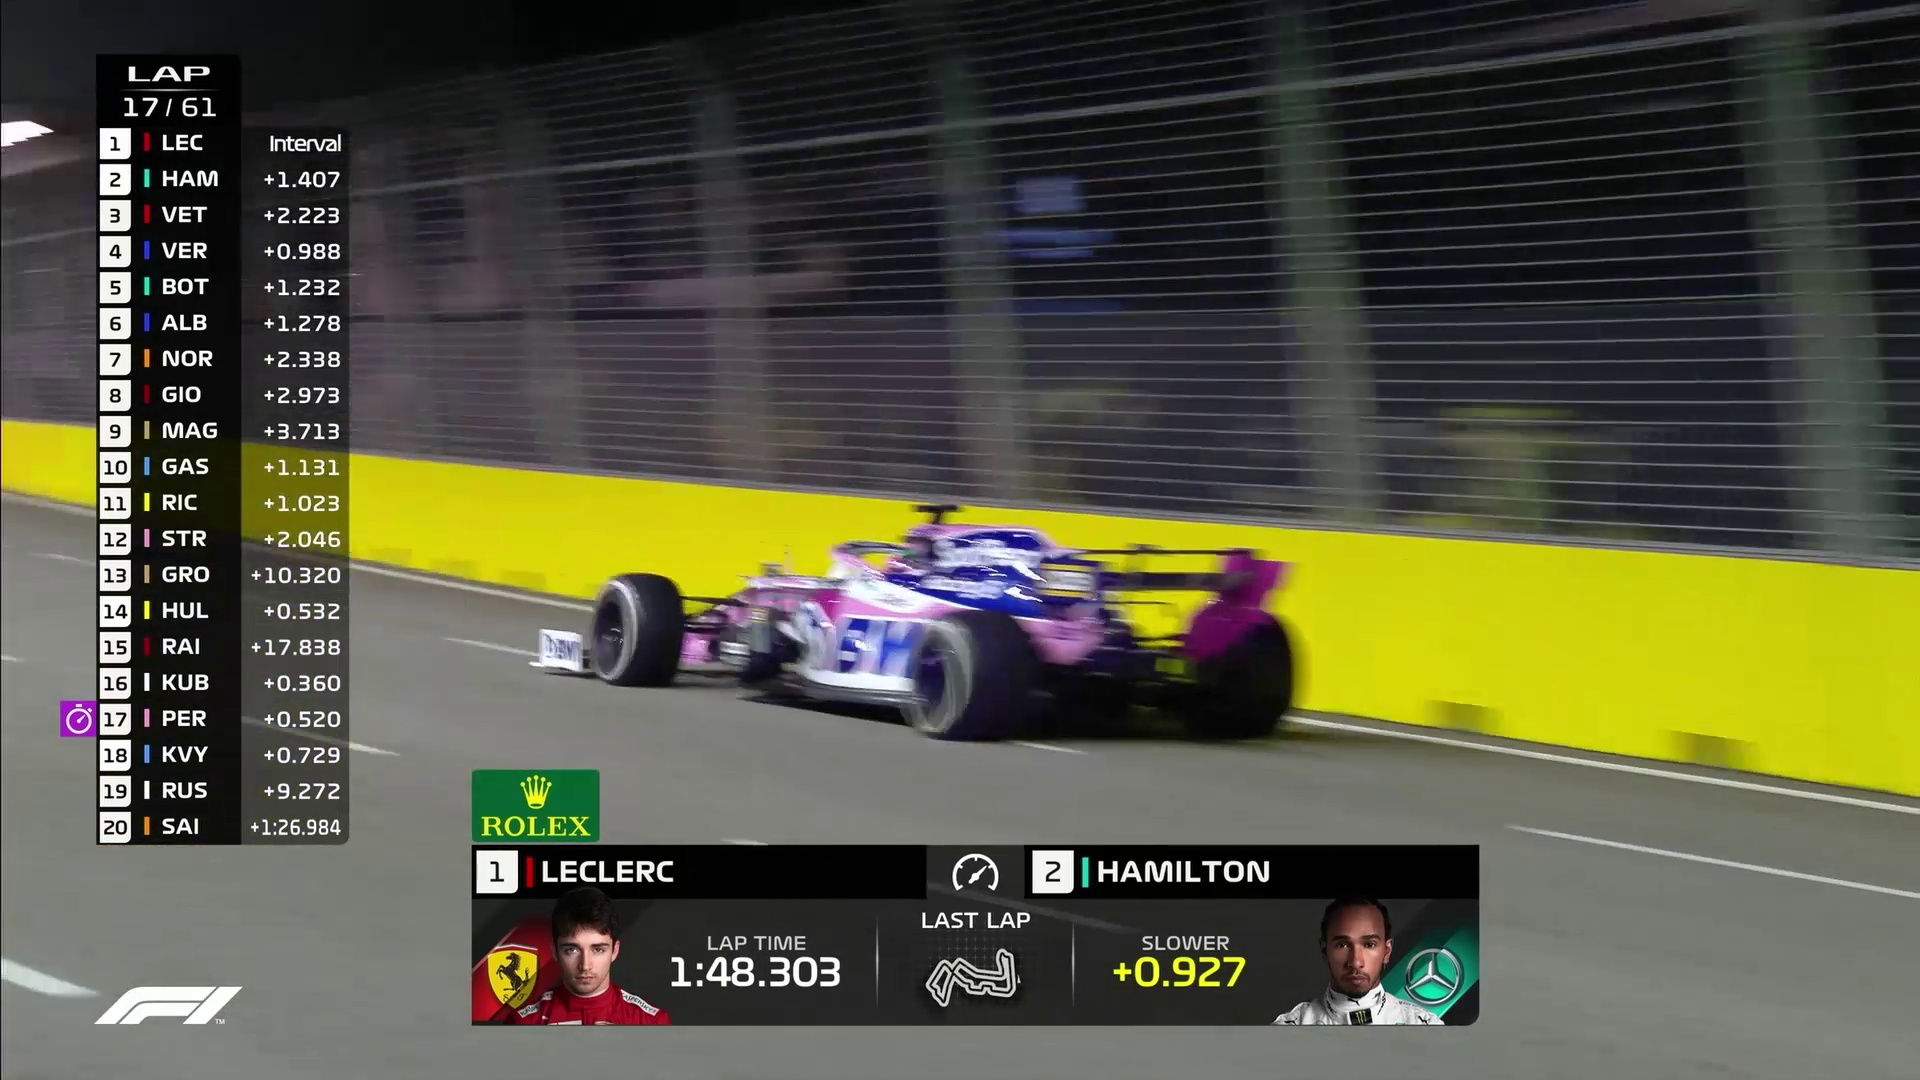 LAP
17/61
1 LEC Interval
2 HAM +1.407
3 VET +2.223
4 VER +0.988
5 BOT +1.232
6 ALB +1.278
7 NOR +2.338
8 GIO +2.973
9 MAG +3.713
10 GAS +1.131
11 RIC +1.023
12 STR +2.046
13 GRO +10.320
14 HUL +0.532
15 RAI +17.838
16 KUB +0.360
17 PER +0.520
18 KVY +0.729
19 RUS +9.272
20 SAI +1:26.984
ROLEX
1 LECLERC
2 HAMILTON
LAST LAP
LAP TIME
1:48.303
SLOWER
+0.927
F1
TM